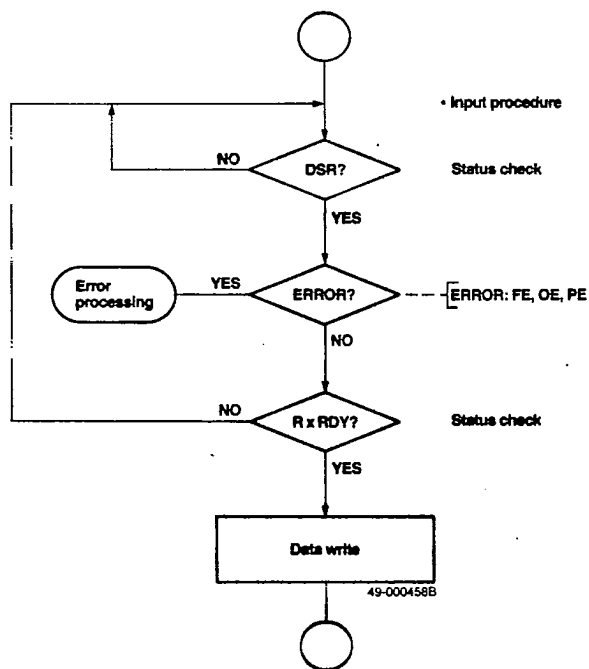 • Input procedure
NO
DSR?
Status check
YES
Error
processing
YES
ERROR?
ERROR: FE, OE, PE
NO
NO
R x RDY?
Status check
YES
Data write
49-000458B